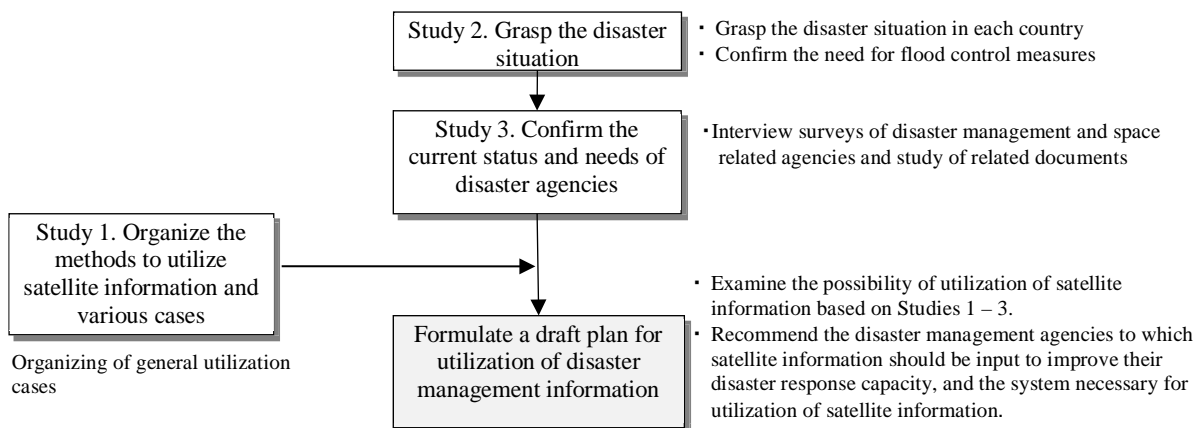 Study 2. Grasp the disaster
situation
・ Grasp the disaster situation in each country
・ Confirm the need for flood control measures
Study 3. Confirm the
current status and needs of
disaster agencies
・Interview surveys of disaster management and space
related agencies and study of related documents
Study 1. Organize the
methods to utilize
satellite information and
various cases
Organizing of general utilization
cases
Formulate a draft plan for
utilization of disaster
management information
・ Examine the possibility of utilization of satellite
information based on Studies 1 – 3.
・ Recommend the disaster management agencies to which
satellite information should be input to improve their
disaster response capacity, and the system necessary for
utilization of satellite information.